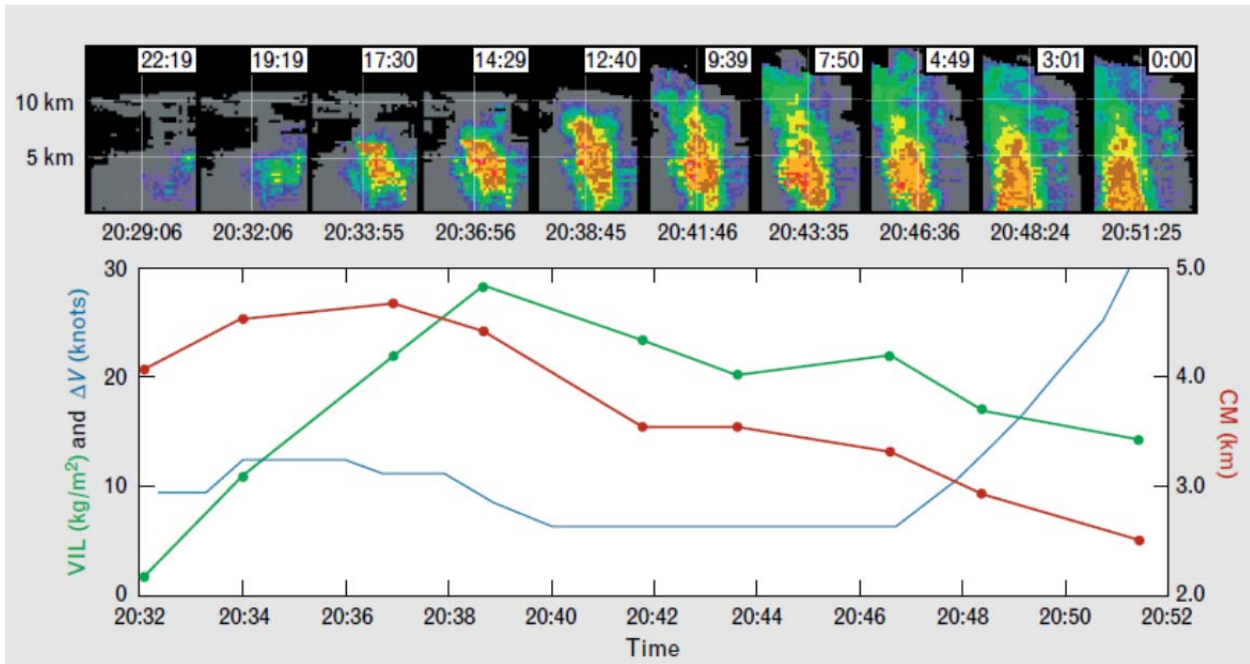 22:19 19:19 17:30 14:29 12:40 9:39 7:50 4:49 3:01 0:00
10 km
5 km
20:29:06 20:32:06 20:33:55 20:36:56 20:38:45 20:41:46 20:43:35 20:46:36 20:48:24 20:51:25
30 5.0
20 4.0
10 3.0
0 2.0
VIL (kg/m²) and ΔV (knots)
CM (km)
20:32 20:34 20:36 20:38 20:40 20:42 20:44 20:46 20:48 20:50 20:52
Time